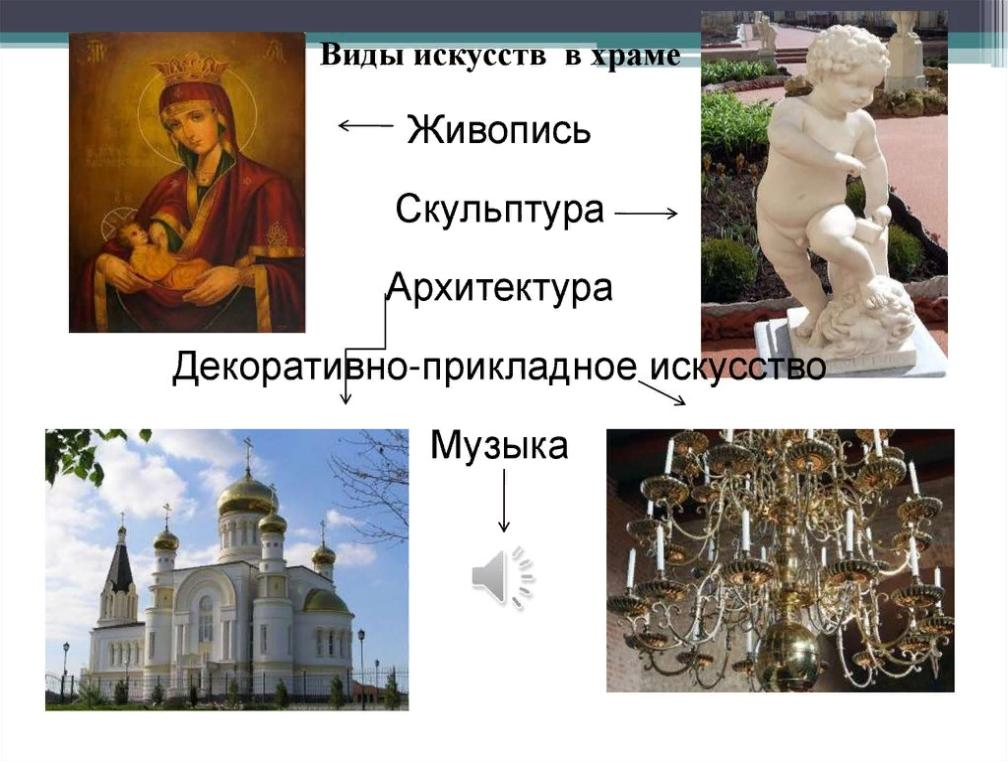 Виды искусств в храме
Живопись
Скульптура
Архитектура
Декоративно-прикладное искусство
Музыка